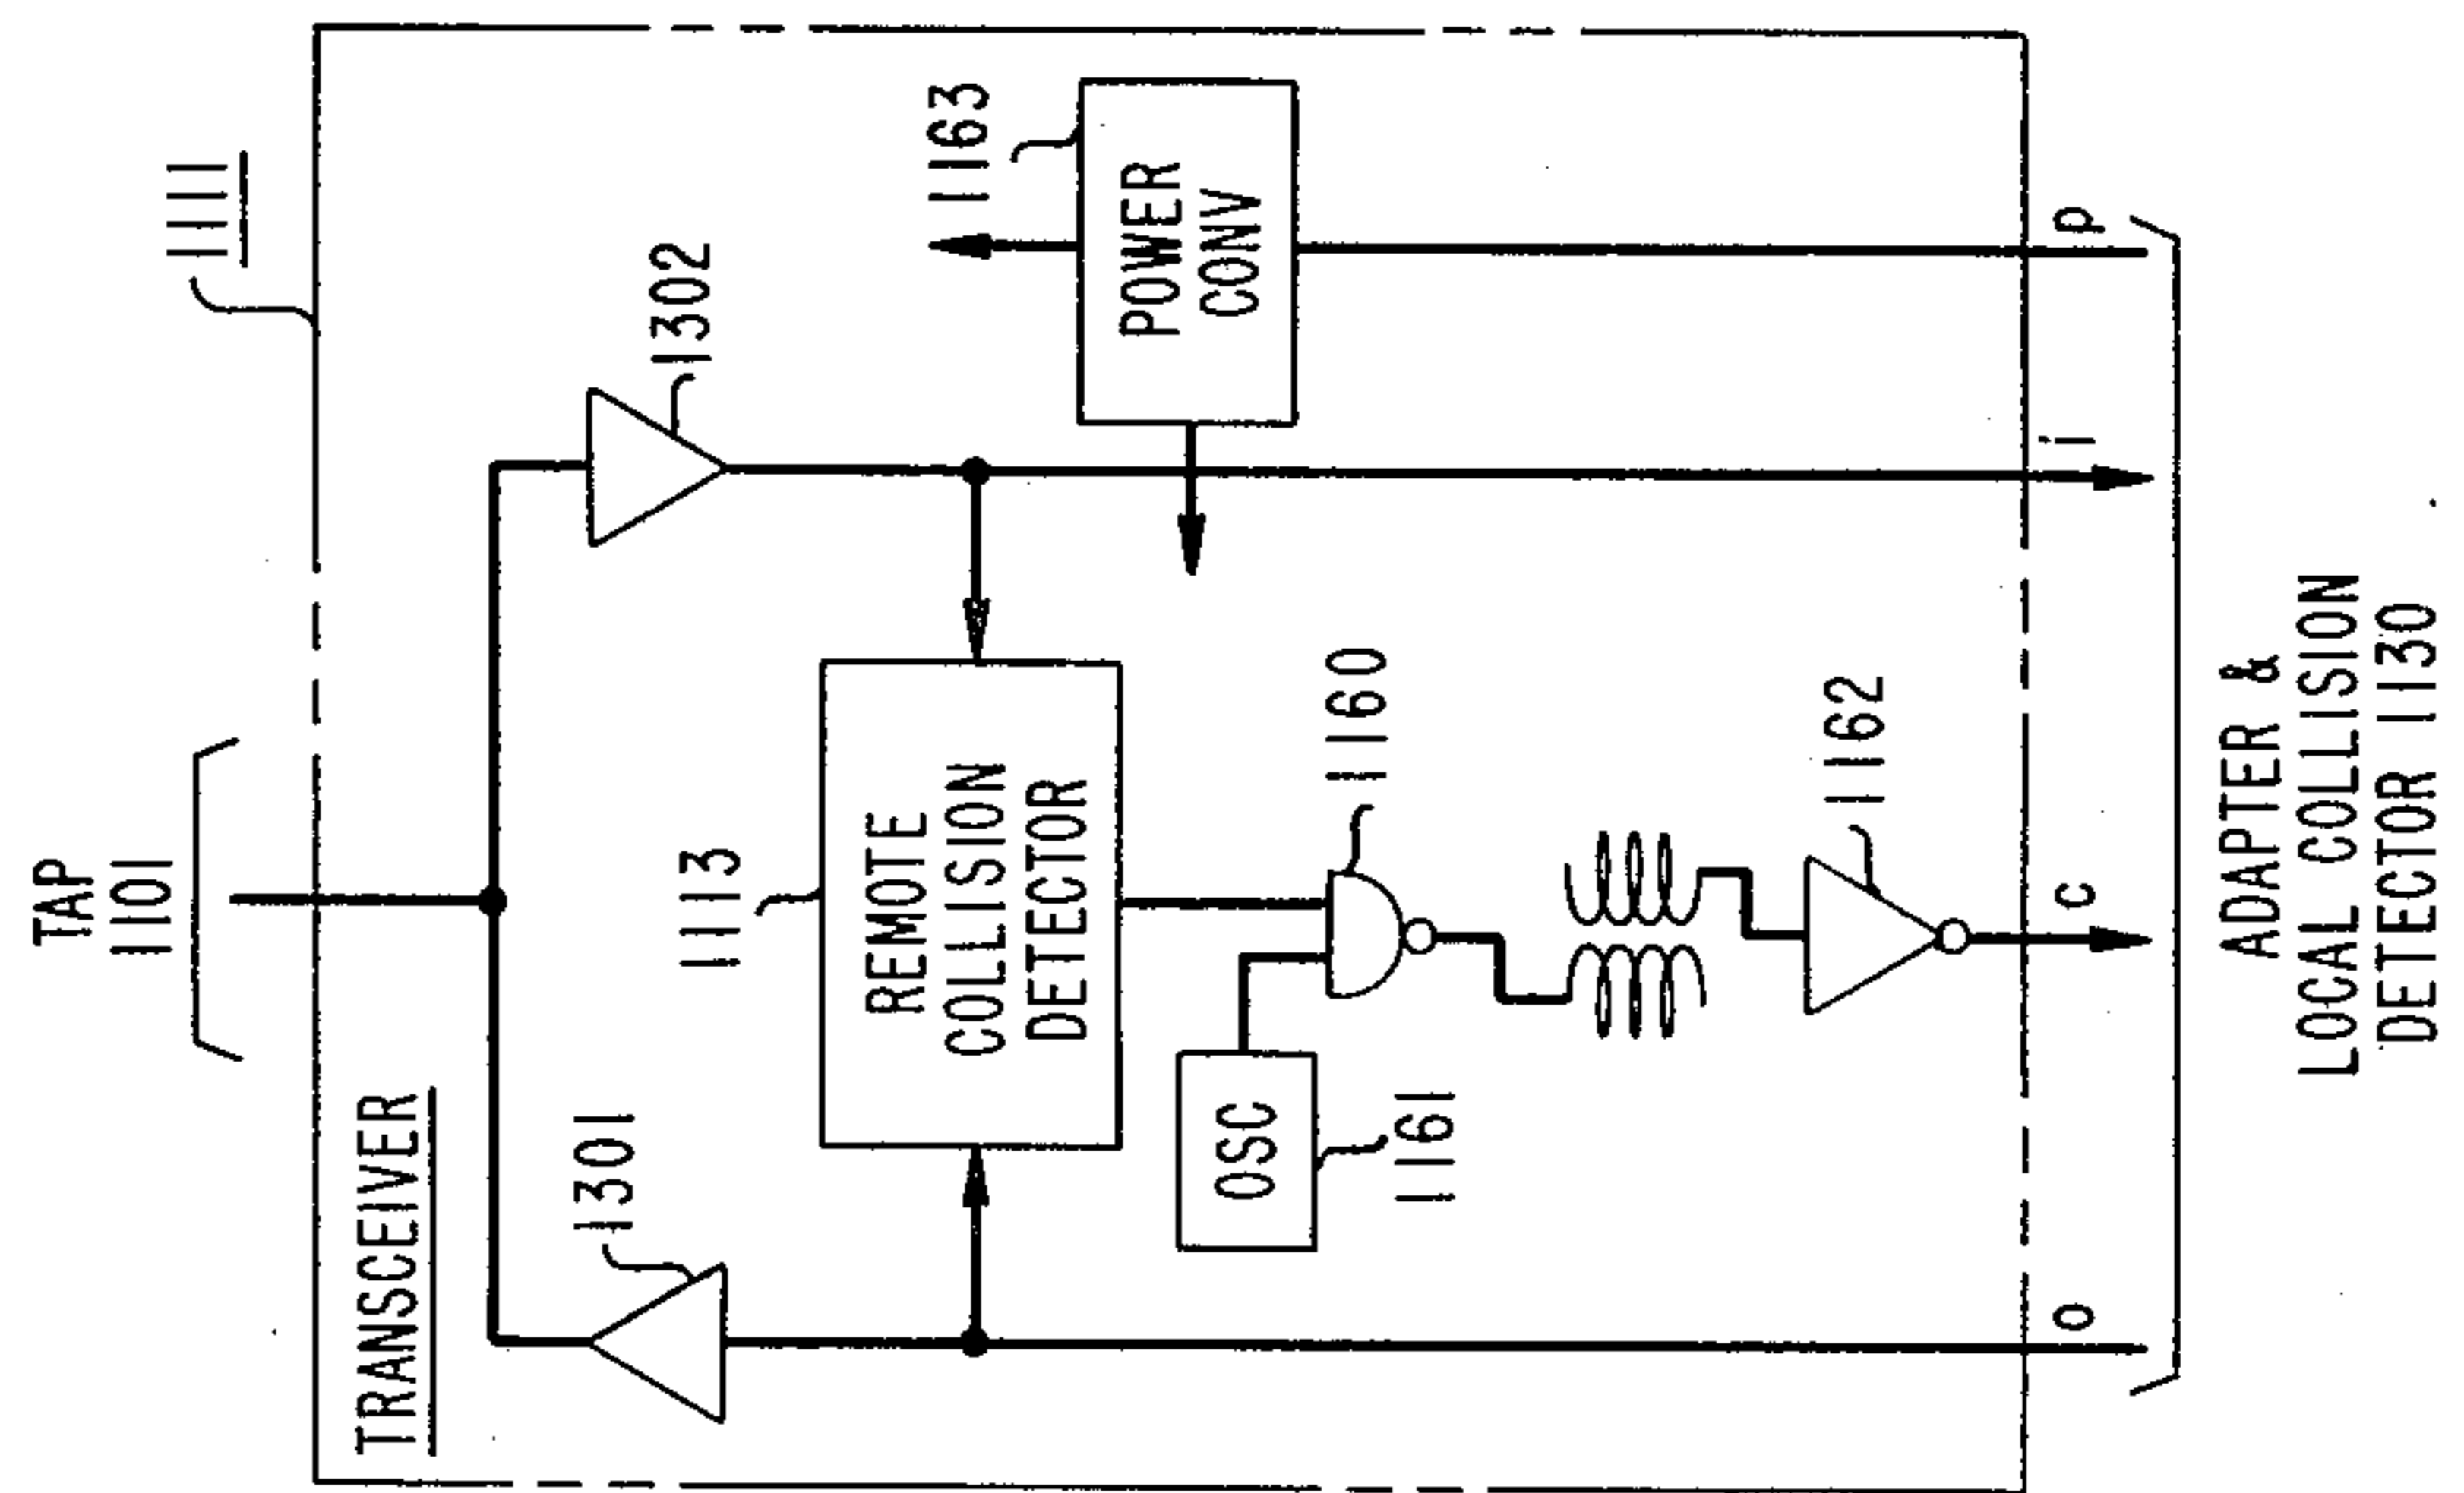 TAP
1101
1111
TRANSCEIVER
1301
1302
1113
REMOTE
COLLISION
DETECTOR
1163
POWER
CONV
OSC
1161
1160
1162
o
c
i
p
ADAPTER &
LOCAL COLLISION
DETECTOR 1130